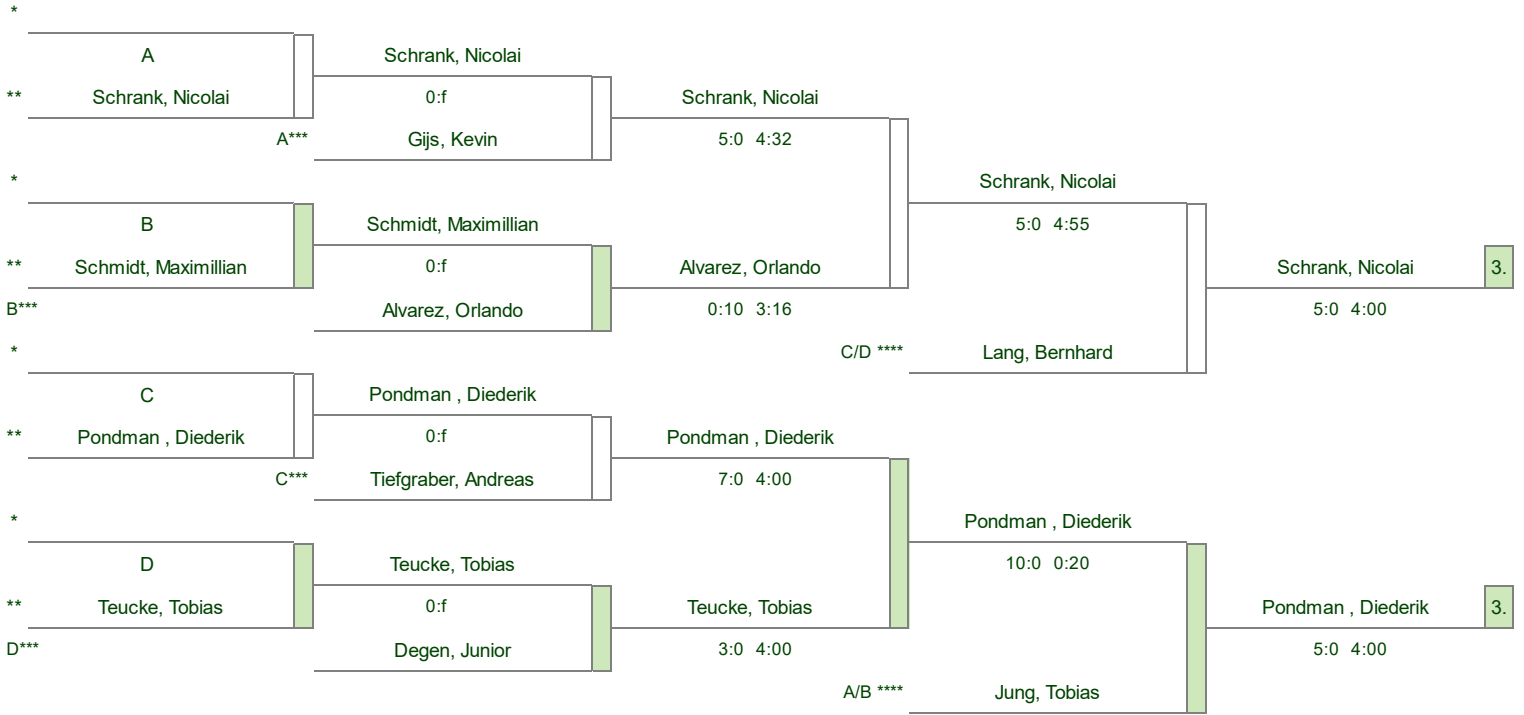 *
A
Schrank, Nicolai
** Schrank, Nicolai
0:f
Schrank, Nicolai
A*** Gijs, Kevin
5:0 4:32
*
Schrank, Nicolai
B
Schmidt, Maximillian
5:0 4:55
** Schmidt, Maximillian
0:f
Alvarez, Orlando
Schrank, Nicolai
3.
B***
Alvarez, Orlando
0:10 3:16
5:0 4:00
*
C/D **** Lang, Bernhard
C
Pondman , Diederik
** Pondman , Diederik
0:f
Pondman , Diederik
C*** Tiefgraber, Andreas
7:0 4:00
*
Pondman , Diederik
D
Teucke, Tobias
10:0 0:20
** Teucke, Tobias
0:f
Teucke, Tobias
Pondman , Diederik
3.
D***
Degen, Junior
3:0 4:00
5:0 4:00
A/B **** Jung, Tobias